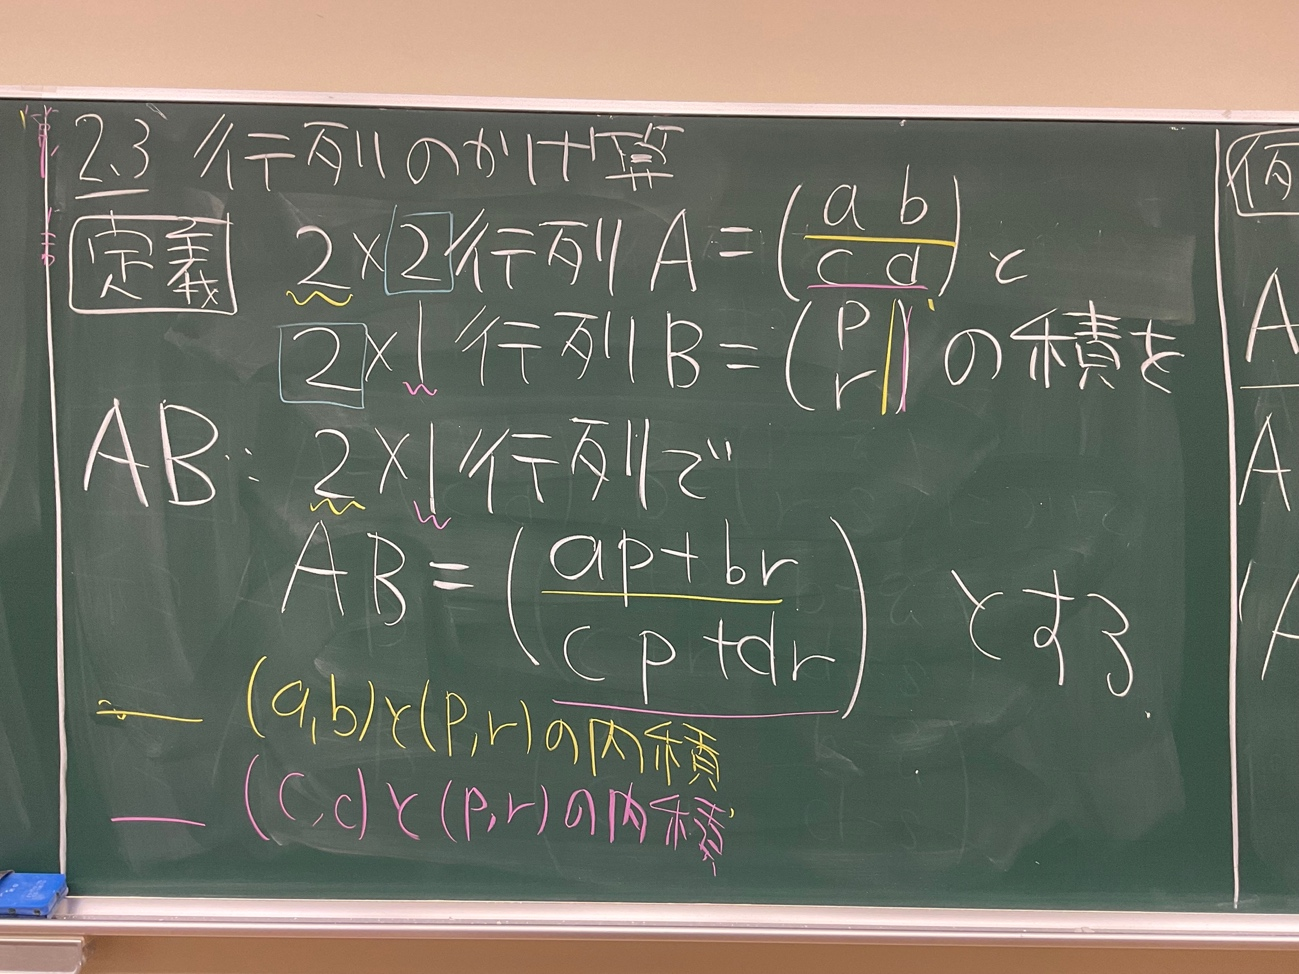 2.3 行列のかけ算
定義 2×2行列 A = (a b
c d) と
2×1行列 B = (p
r) の積を
AB: 2×1行列で
AB = (ap+br
cp+dr) とする
(a,b)と(p,r)の内積
(c,d)と(p,r)の内積
A
A
(A